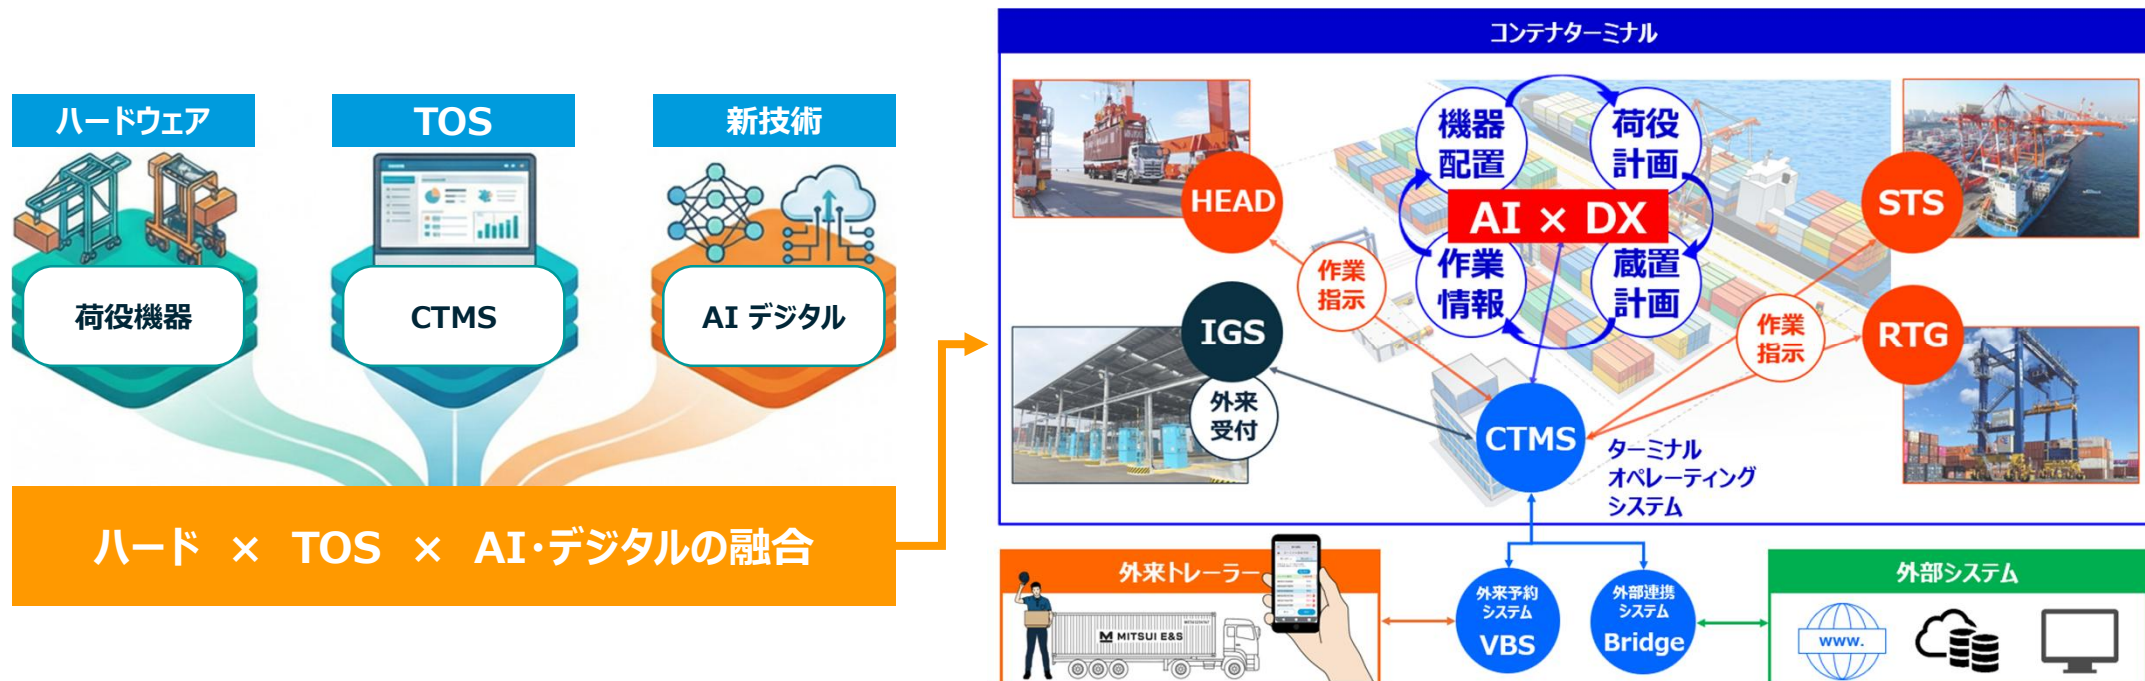 ハードウェア
TOS
新技術
荷役機器
CTMS
AI デジタル
ハード × TOS × AI・デジタルの融合
コンテナターミナル
機器
配置
荷役
計画
HEAD
AI × DX
STS
作業
情報
蔵置
計画
作業
指示
作業
指示
IGS
RTG
外来
受付
CTMS
ターミナル
オペレーティング
システム
外来トレーラー
MITSUI E&S
外来予約
システム
VBS
外部連携
システム
Bridge
外部システム
www.